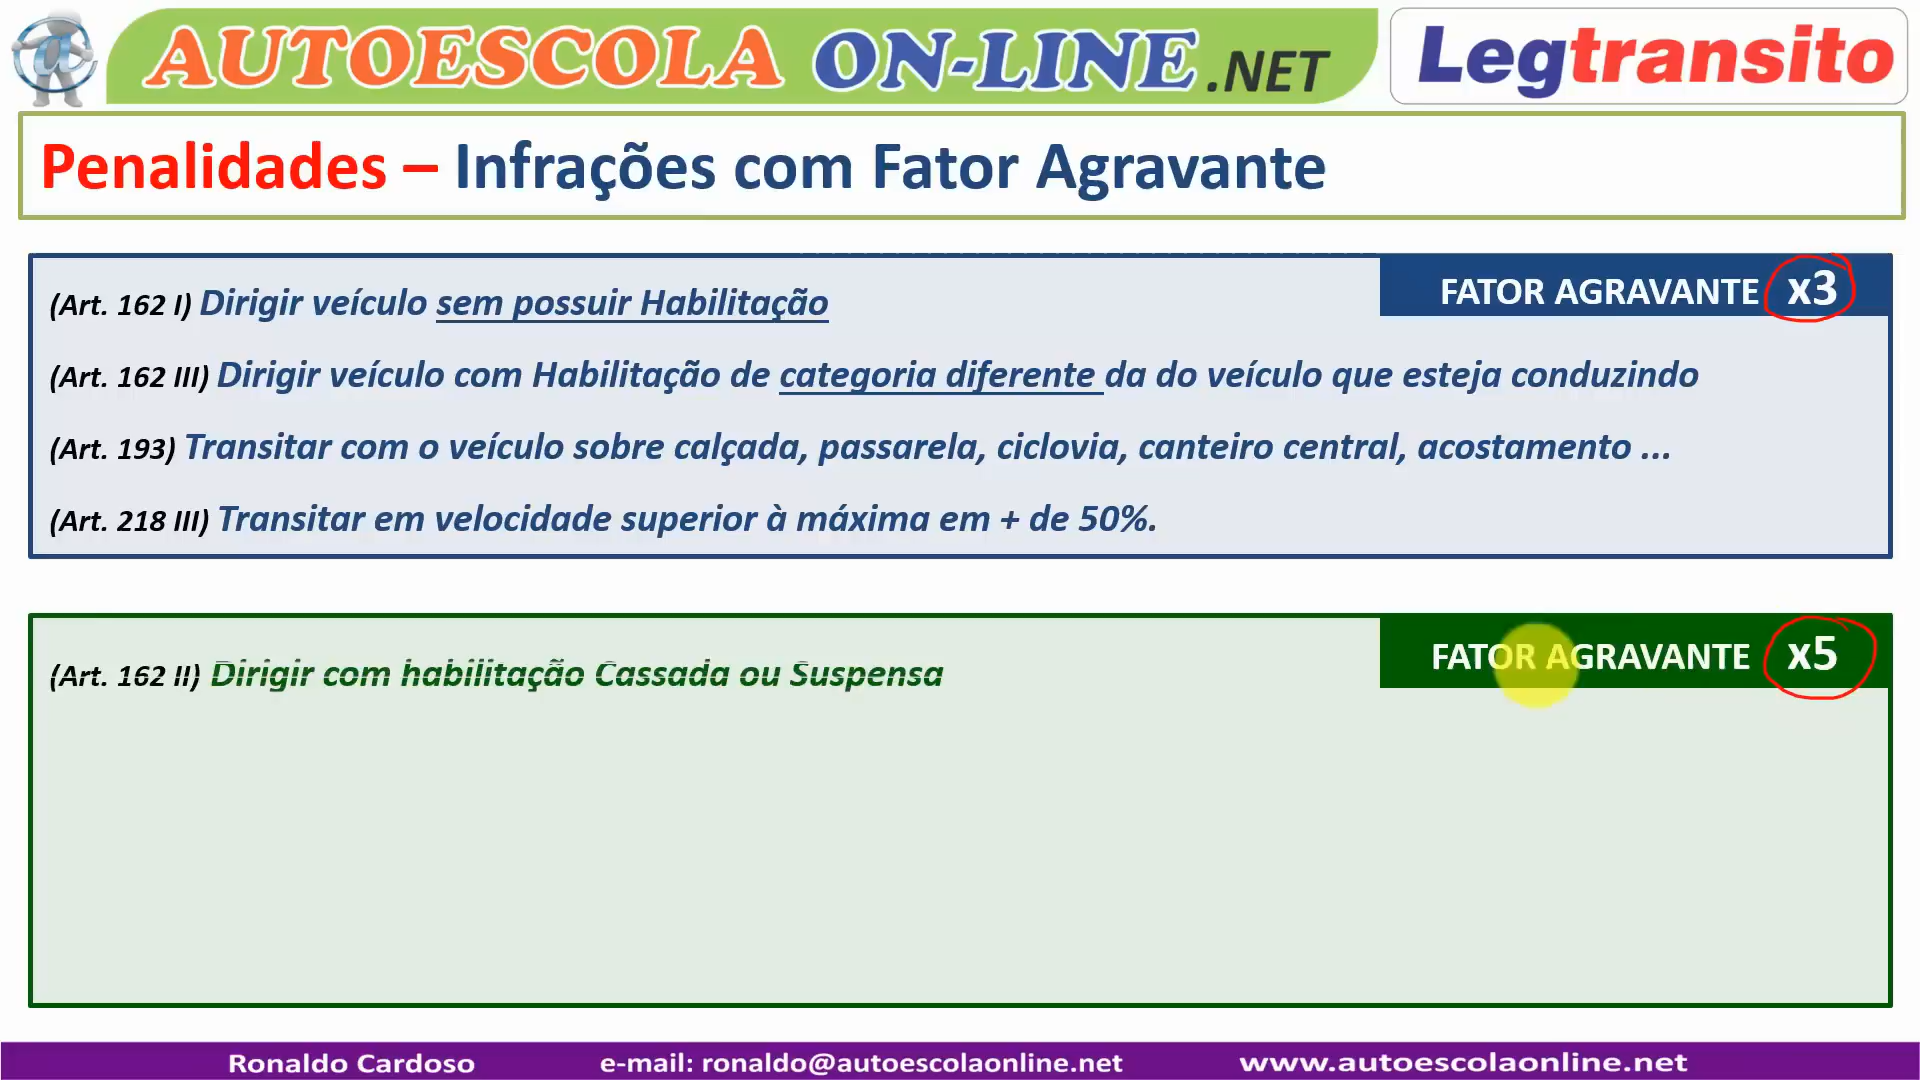 AUTOESCOLA ON-LINE.NET
Legtransito
Penalidades – Infrações com Fator Agravante
FATOR AGRAVANTE x3
(Art. 162 I) Dirigir veículo sem possuir Habilitação
(Art. 162 III) Dirigir veículo com Habilitação de categoria diferente da do veículo que esteja conduzindo
(Art. 193) Transitar com o veículo sobre calçada, passarela, ciclovia, canteiro central, acostamento ...
(Art. 218 III) Transitar em velocidade superior à máxima em + de 50%.
FATOR AGRAVANTE x5
(Art. 162 II) Dirigir com habilitação Cassada ou Suspensa
Ronaldo Cardoso e-mail: ronaldo@autoescolaonline.net www.autoescolaonline.net